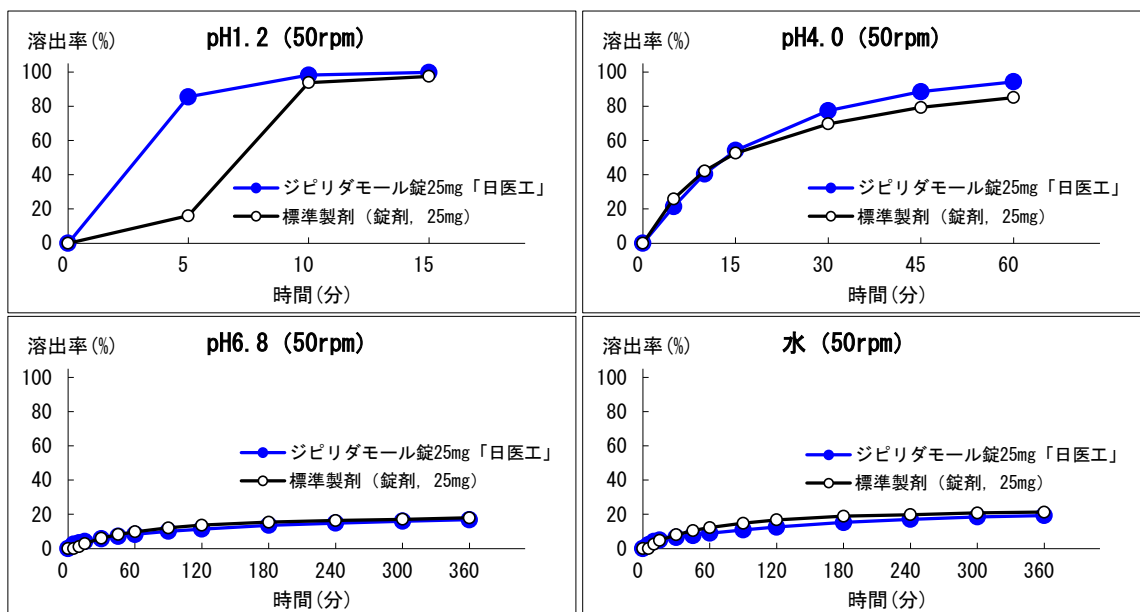 pH1.2 (50rpm)
溶出率(%)
100
80
60
40
20
0
ジピリダモール錠25mg「日医工」
標準製剤(錠剤, 25mg)
0 5 10 15
時間(分)
pH4.0 (50rpm)
溶出率(%)
100
80
60
40
20
0
ジピリダモール錠25mg「日医工」
標準製剤(錠剤, 25mg)
0 15 30 45 60
時間(分)
pH6.8 (50rpm)
溶出率(%)
100
80
60
40
20
0
ジピリダモール錠25mg「日医工」
標準製剤(錠剤, 25mg)
0 60 120 180 240 300 360
時間(分)
水 (50rpm)
溶出率(%)
100
80
60
40
20
0
ジピリダモール錠25mg「日医工」
標準製剤(錠剤, 25mg)
0 60 120 180 240 300 360
時間(分)